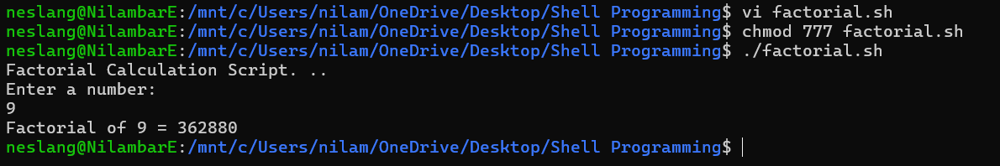 neslang@NilambarE:/mnt/c/Users/nilam/OneDrive/Desktop/Shell Programming$ vi factorial.sh
neslang@NilambarE:/mnt/c/Users/nilam/OneDrive/Desktop/Shell Programming$ chmod 777 factorial.sh
neslang@NilambarE:/mnt/c/Users/nilam/OneDrive/Desktop/Shell Programming$ ./factorial.sh
Factorial Calculation Script. ..
Enter a number:
9
Factorial of 9 = 362880
neslang@NilambarE:/mnt/c/Users/nilam/OneDrive/Desktop/Shell Programming$